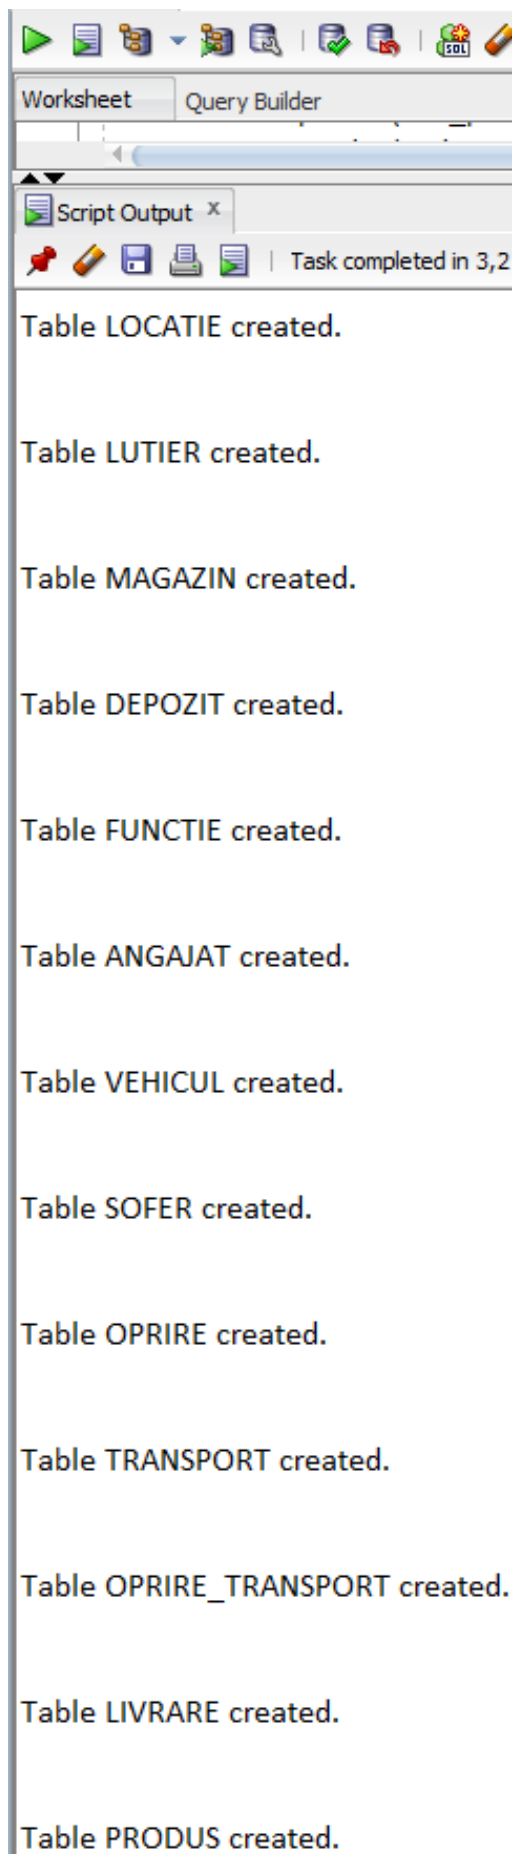 SQL
Worksheet Query Builder
Script Output x
Task completed in 3,2
Table LOCATIE created.
Table LUTIER created.
Table MAGAZIN created.
Table DEPOZIT created.
Table FUNCTIE created.
Table ANGAJAT created.
Table VEHICUL created.
Table SOFER created.
Table OPRIRE created.
Table TRANSPORT created.
Table OPRIRE_TRANSPORT created.
Table LIVRARE created.
Table PRODUS created.